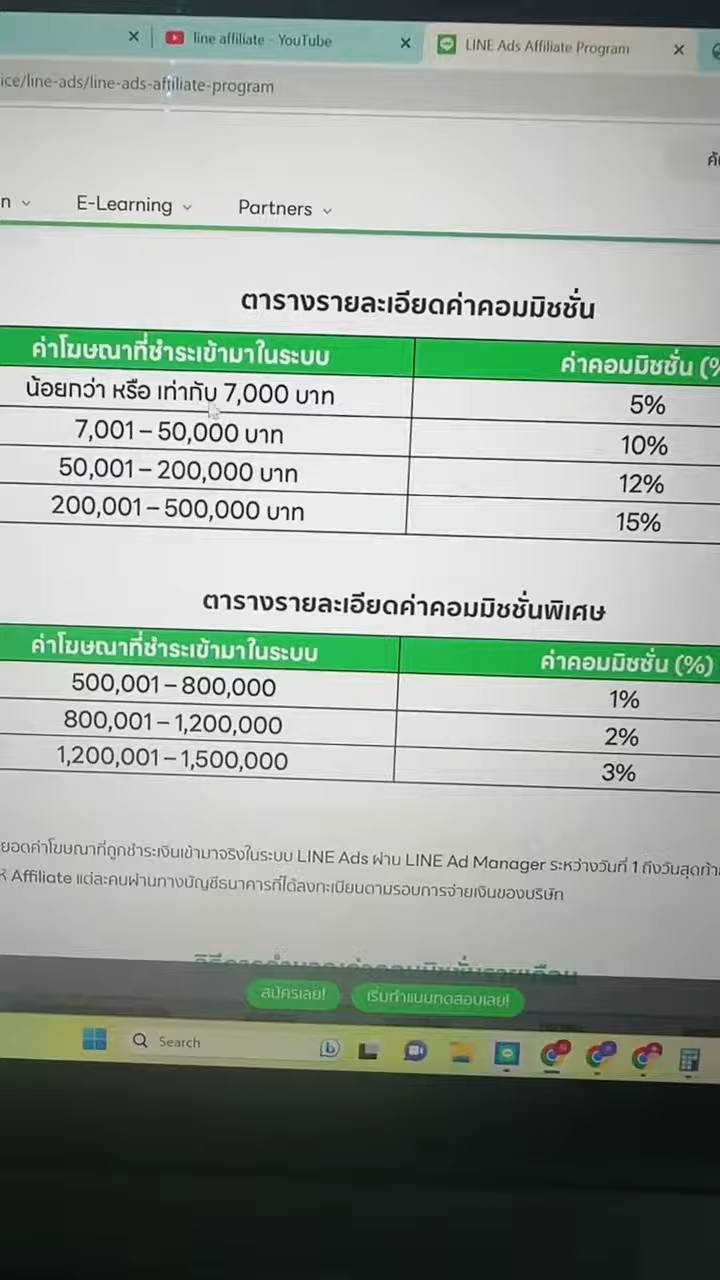 line affiliate - YouTube
LINE Ads Affiliate Program
ice/line-ads/line-ads-affiliate-program
ค้น
n
E-Learning
Partners
ตารางรายละเอียดค่าคอมมิชชั่น
ค่าโฆษณาที่ชำระเข้ามาในระบบ ค่าคอมมิชชั่น (%
น้อยกว่า หรือ เท่ากับ 7,000 บาท 5%
7,001 – 50,000 บาท 10%
50,001 – 200,000 บาท 12%
200,001 – 500,000 บาท 15%
ตารางรายละเอียดค่าคอมมิชชั่นพิเศษ
ค่าโฆษณาที่ชำระเข้ามาในระบบ ค่าคอมมิชชั่น (%)
500,001 – 800,000 1%
800,001 – 1,200,000 2%
1,200,001 – 1,500,000 3%
ยอดค่าโฆษณาที่ถูกชำระเงินเข้ามาจริงในระบบ LINE Ads ผ่าน LINE Ad Manager ระหว่างวันที่ 1 ถึงวันสุดท้าย
Affiliate แต่ละคนผ่านทางบัญชีธนาคารที่ได้ลงทะเบียนตามรอบการจ่ายเงินของบริษัท
สมัครเลย!
เริ่มทำแบบทดสอบเลย!
Search